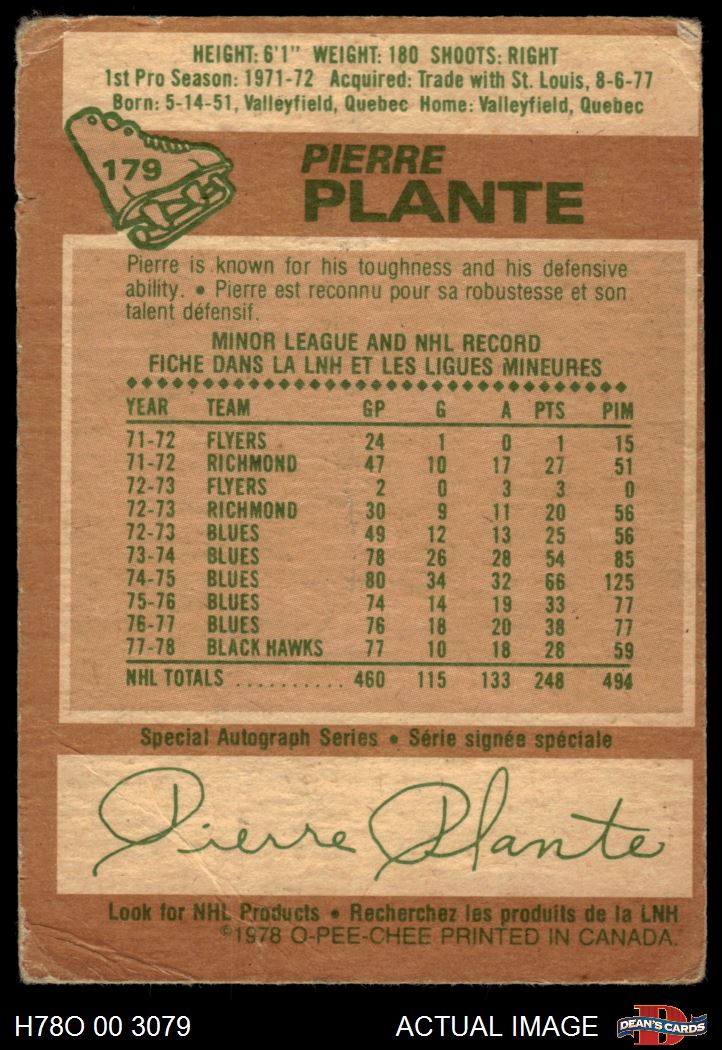 HEIGHT: 6'1" WEIGHT: 180 SHOOTS: RIGHT
1st Pro Season: 1971-72 Acquired: Trade with St. Louis, 8-6-77
Born: 5-14-51, Valleyfield, Quebec Home: Valleyfield, Quebec
179
PIERRE
PLANTE
Pierre is known for his toughness and his defensive
ability. • Pierre est reconnu pour sa robustesse et son
talent défensif.
MINOR LEAGUE AND NHL RECORD
FICHE DANS LA LNH ET LES LIGUES MINEURES
YEAR TEAM GP G A PTS PIM
71-72 FLYERS 24 1 0 1 15
71-72 RICHMOND 47 10 17 27 51
72-73 FLYERS 2 0 3 3 0
72-73 RICHMOND 30 9 11 20 56
72-73 BLUES 49 12 13 25 56
73-74 BLUES 78 26 28 54 85
74-75 BLUES 80 34 32 66 125
75-76 BLUES 74 14 19 33 77
76-77 BLUES 76 18 20 38 77
77-78 BLACK HAWKS 77 10 18 28 59
NHL TOTALS .......... 460 115 133 248 494
Special Autograph Series • Série signée spéciale
Pierre Plante
Look for NHL Products • Recherchez les produits de la LNH
©1978 O-PEE-CHEE PRINTED IN CANADA.
H78O 00 3079 ACTUAL IMAGE D DEAN'S CARDS